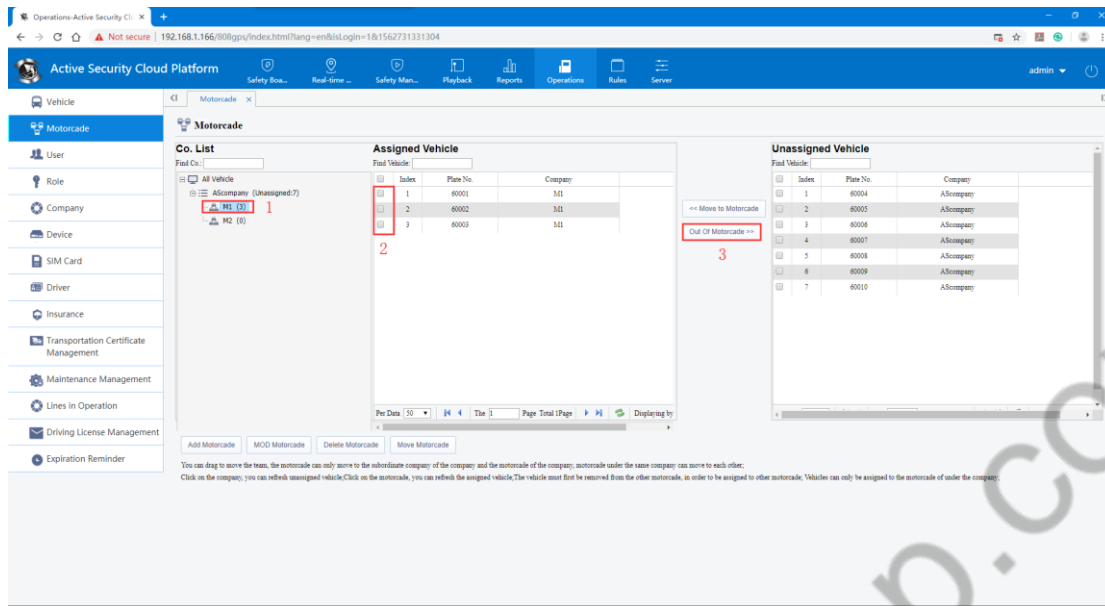 Operations-Active Security Cl
Not secure 192.168.1.166/808gps/index.html?lang=en&isLogin=1&1562731331304
Active Security Cloud Platform
Safety Boa...
Real-time ...
Safety Man...
Playback
Reports
Operations
Rules
Server
admin
Vehicle
Motorcade
User
Role
Company
Device
SIM Card
Driver
Insurance
Transportation Certificate
Management
Maintenance Management
Lines in Operation
Driving License Management
Expiration Reminder
Motorcade
Motorcade
Co. List
Find Co.:
All Vehicle
AScompany (Unassigned:7)
M1 (3)
M2 (0)
1
Assigned Vehicle
Find Vehicle:
Index Plate No. Company
1 60001 M1
2 60002 M1
3 60003 M1
2
Per Data 50 The 1 Page Total 1Page Displaying by
<< Move to Motorcade
Out Of Motorcade >>
3
Unassigned Vehicle
Find Vehicle:
Index Plate No. Company
1 60004 AScompany
2 60005 AScompany
3 60006 AScompany
4 60007 AScompany
5 60008 AScompany
6 60009 AScompany
7 60010 AScompany
Add Motorcade MOD Motorcade Delete Motorcade Move Motorcade
You can drag to move the team, the motorcade can only move to the subordinate company of the company and the motorcade of the company, motorcade under the same company can move to each other;
Click on the company, you can refresh unassigned vehicle;Click on the motorcade, you can refresh the assigned vehicle;The vehicle must first be removed from the other motorcade, in order to be assigned to other motorcade; Vehicles can only be assigned to the motorcade of under the company;